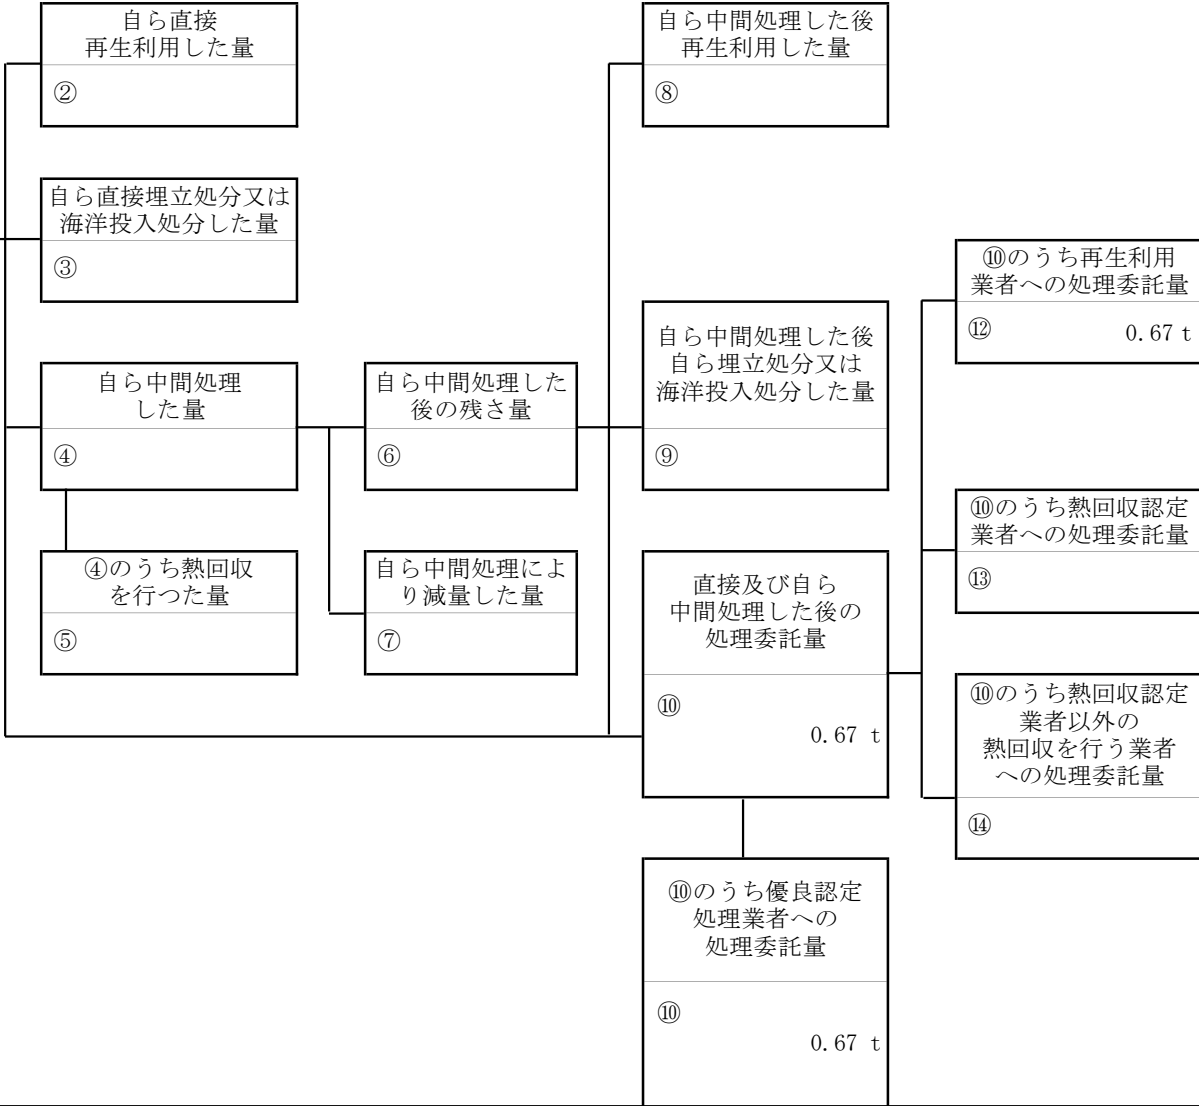 自ら直接
再生利用した量
②
自ら中間処理した後
再生利用した量
⑧
自ら直接埋立処分又は
海洋投入処分した量
③
⑩のうち再生利用
業者への処理委託量
⑫ 0.67 t
自ら中間処理した後
自ら埋立処分又は
海洋投入処分した量
⑨
自ら中間処理
した量
④
自ら中間処理した
後の残さ量
⑥
⑩のうち熱回収認定
業者への処理委託量
⑬
④のうち熱回収
を行つた量
⑤
自ら中間処理によ
り減量した量
⑦
直接及び自ら
中間処理した後の
処理委託量
⑩
0.67 t
⑩のうち熱回収認定
業者以外の
熱回収を行う業者
への処理委託量
⑭
⑩のうち優良認定
処理業者への
処理委託量
⑩
0.67 t